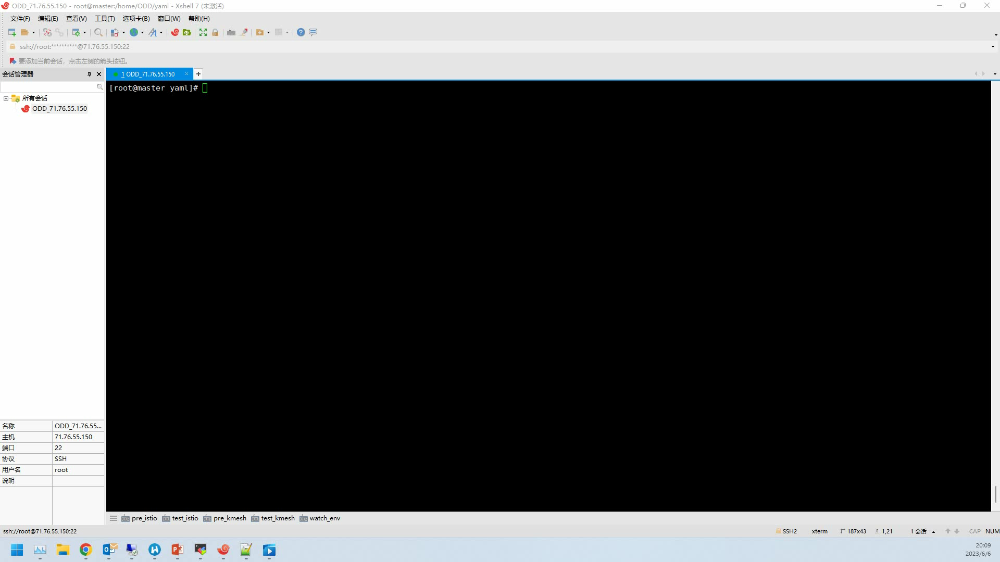 ODD_71.76.55.150 - root@master:/home/ODD/yaml - Xshell 7 (未激活)
文件(F) 编辑(E) 查看(V) 工具(T) 选项卡(B) 窗口(W) 帮助(H)
ssh://root:**********@71.76.55.150:22
要添加当前会话，点击左侧的箭头按钮。
会话管理器
1 ODD_71.76.55.150
[root@master yaml]#
所有会话
ODD_71.76.55.150
名称 ODD_71.76.55...
主机 71.76.55.150
端口 22
协议 SSH
用户名 root
说明
pre_istio test_istio pre_kmesh test_kmesh watch_env
ssh://root@71.76.55.150:22 SSH2 xterm 187x43 1,21 1 会话 CAP NUM
20:09
2023/6/6